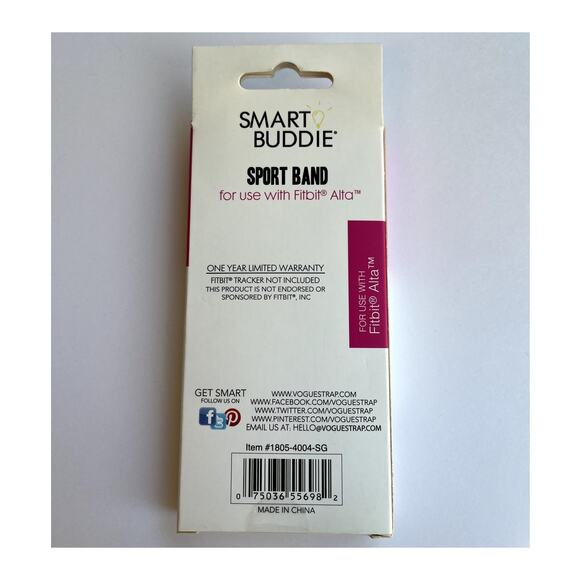 SMART
BUDDIE®
SPORT BAND
for use with Fitbit® Alta™
FOR USE WITH
Fitbit® Alta™
ONE YEAR LIMITED WARRANTY
FITBIT® TRACKER NOT INCLUDED
THIS PRODUCT IS NOT ENDORSED OR
SPONSORED BY FITBIT®, INC
GET SMART
FOLLOW US ON
WWW.VOGUESTRAP.COM
WWW.FACEBOOK.COM/VOGUESTRAP
WWW.TWITTER.COM/VOGUESTRAP
WWW.PINTEREST.COM/VOGUESTRAP
EMAIL US AT: HELLO@VOGUESTRAP.COM
Item #1805-4004-SG
0 75036 55698 2
MADE IN CHINA